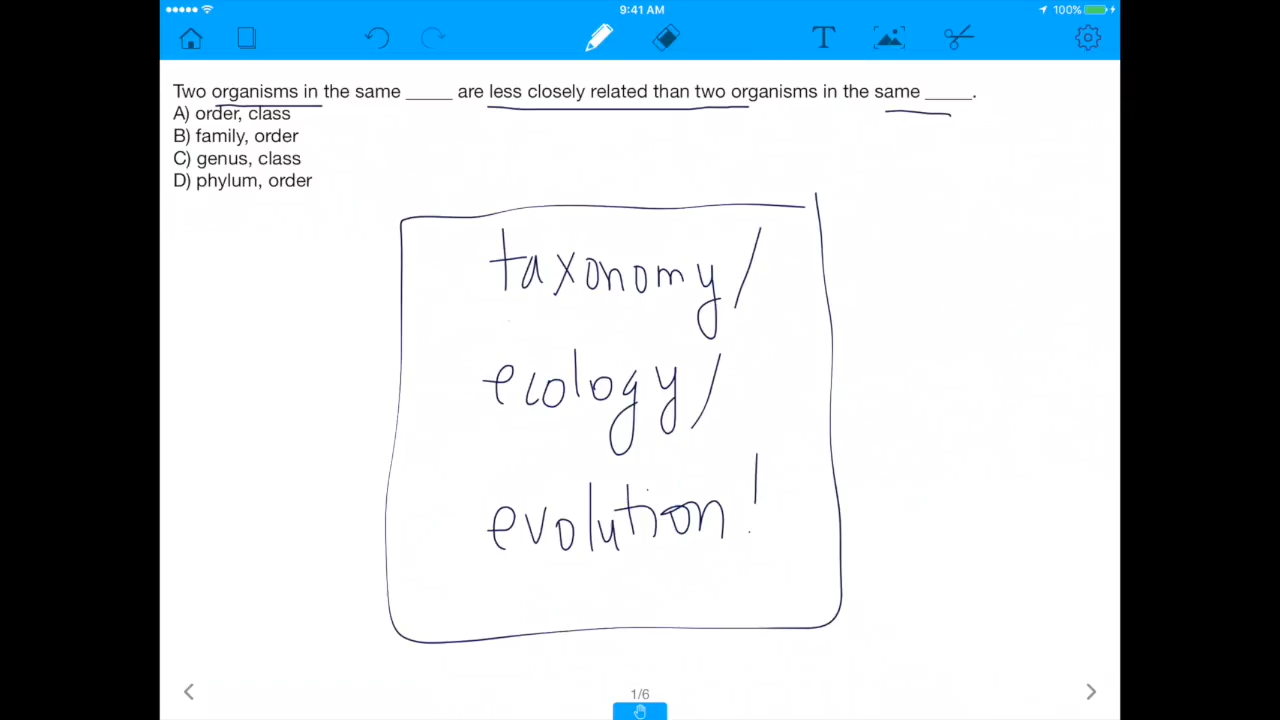 9:41 AM
100%
T
Two organisms in the same _____ are less closely related than two organisms in the same _____.
A) order, class
B) family, order
C) genus, class
D) phylum, order
taxonomy/
ecology/
evolution!
1/6